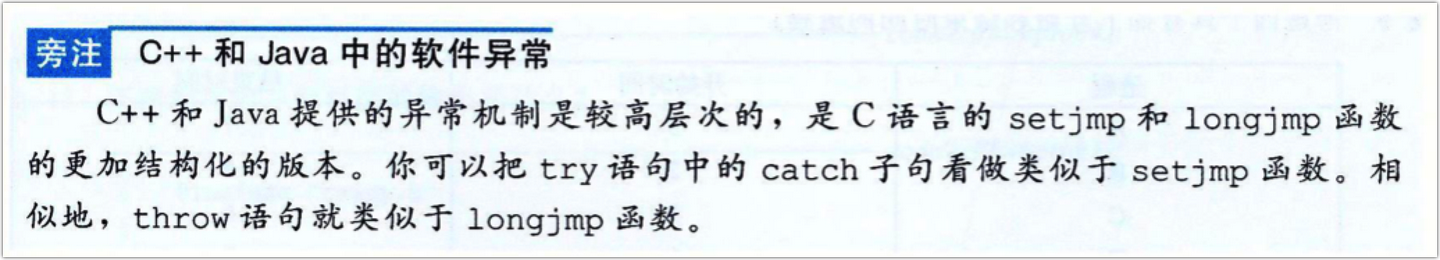 旁注 C++ 和 Java 中的软件异常
C++ 和 Java 提供的异常机制是较高层次的，是 C 语言的 setjmp 和 longjmp 函数
的更加结构化的版本。你可以把 try 语句中的 catch 子句看做类似于 setjmp 函数。相
似地，throw 语句就类似于 longjmp 函数。